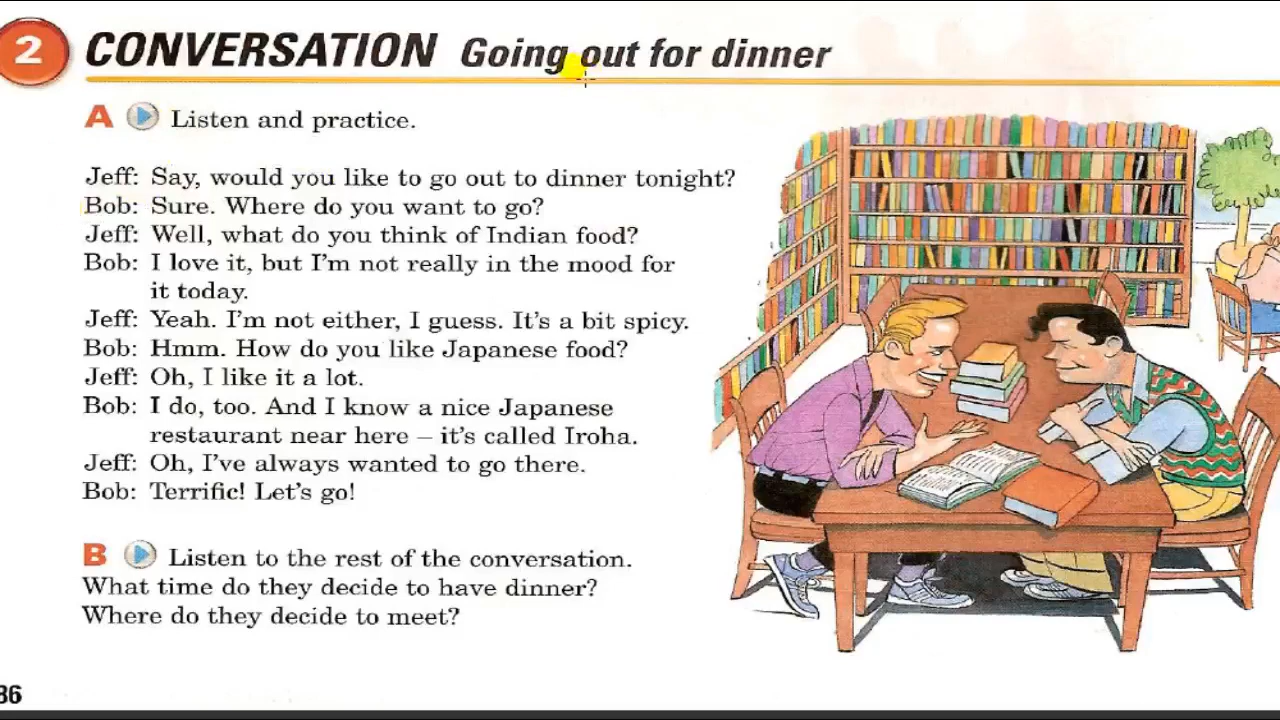 2 CONVERSATION Going out for dinner
A Listen and practice.
Jeff: Say, would you like to go out to dinner tonight?
Bob: Sure. Where do you want to go?
Jeff: Well, what do you think of Indian food?
Bob: I love it, but I'm not really in the mood for
it today.
Jeff: Yeah. I'm not either, I guess. It's a bit spicy.
Bob: Hmm. How do you like Japanese food?
Jeff: Oh, I like it a lot.
Bob: I do, too. And I know a nice Japanese
restaurant near here – it's called Iroha.
Jeff: Oh, I've always wanted to go there.
Bob: Terrific! Let's go!
B Listen to the rest of the conversation.
What time do they decide to have dinner?
Where do they decide to meet?
86